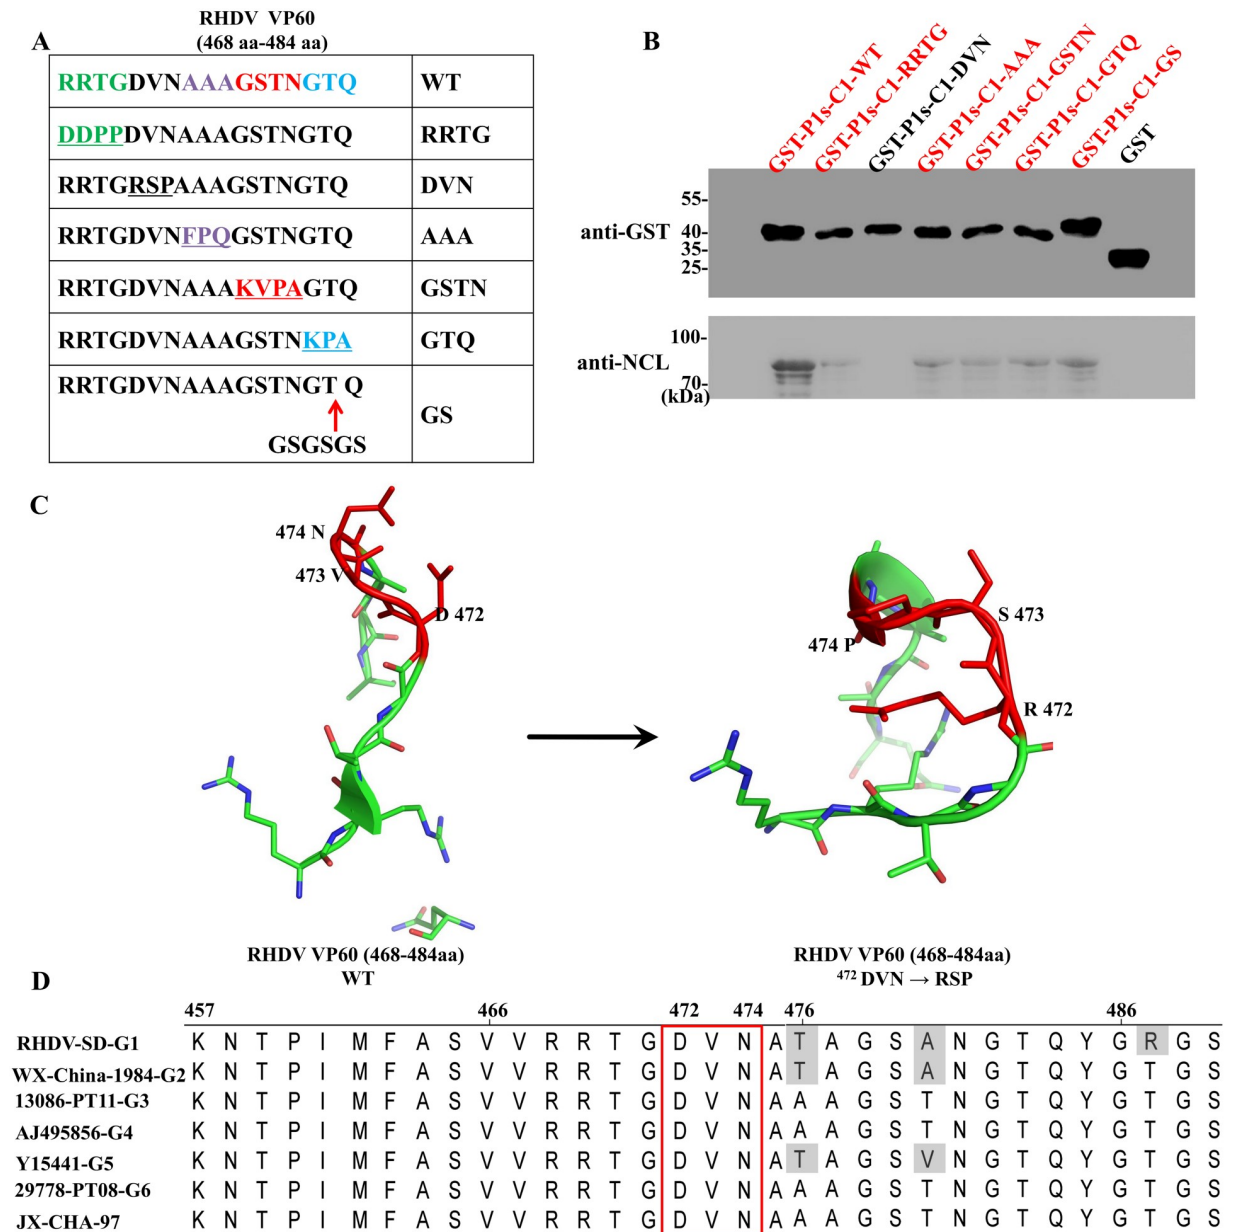 A
RHDV VP60
(468 aa-484 aa)
RRTGDVNAAAGSTNGTQ WT
DDPPDVNAAAGSTNGTQ RRTG
RRTGRSPAAAGSTNGTQ DVN
RRTGDVNFPQGSTNGTQ AAA
RRTGDVNAAAKVPAGTQ GSTN
RRTGDVNAAAGSTNKPA GTQ
RRTGDVNAAAGSTNGT Q
GS
GSGSGS
B
GST-P1s-C1-WT
GST-P1s-C1-RRTG
GST-P1s-C1-DVN
GST-P1s-C1-AAA
GST-P1s-C1-GSTN
GST-P1s-C1-GTQ
GST-P1s-C1-GS
GST
anti-GST
55-
40-
35-
25-
anti-NCL
100-
70-
(kDa)
C
474 N
473 V
D 472
RHDV VP60 (468-484aa)
WT
474 P
S 473
R 472
RHDV VP60 (468-484aa)
472 DVN → RSP
D
457 466 472 474 476 486
RHDV-SD-G1 K N T P I M F A S V V R R T G D V N A T A G S A N G T Q Y G R G S
WX-China-1984-G2 K N T P I M F A S V V R R T G D V N A T A G S A N G T Q Y G T G S
13086-PT11-G3 K N T P I M F A S V V R R T G D V N A A A G S T N G T Q Y G T G S
AJ495856-G4 K N T P I M F A S V V R R T G D V N A A A G S T N G T Q Y G T G S
Y15441-G5 K N T P I M F A S V V R R T G D V N A T A G S V N G T Q Y G T G S
29778-PT08-G6 K N T P I M F A S V V R R T G D V N A A A G S T N G T Q Y G T G S
JX-CHA-97 K N T P I M F A S V V R R T G D V N A A A G S T N G T Q Y G T G S